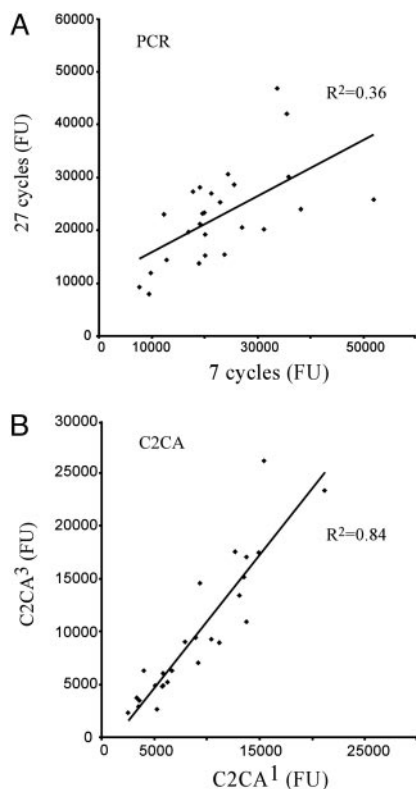 A
PCR
60000
50000
40000
30000
20000
10000
0
27 cycles (FU)
R²=0.36
10000 30000 50000
7 cycles (FU)
B
C2CA
30000
25000
20000
15000
10000
5000
0
C2CA³ (FU)
R²=0.84
5000 15000 25000
C2CA¹ (FU)